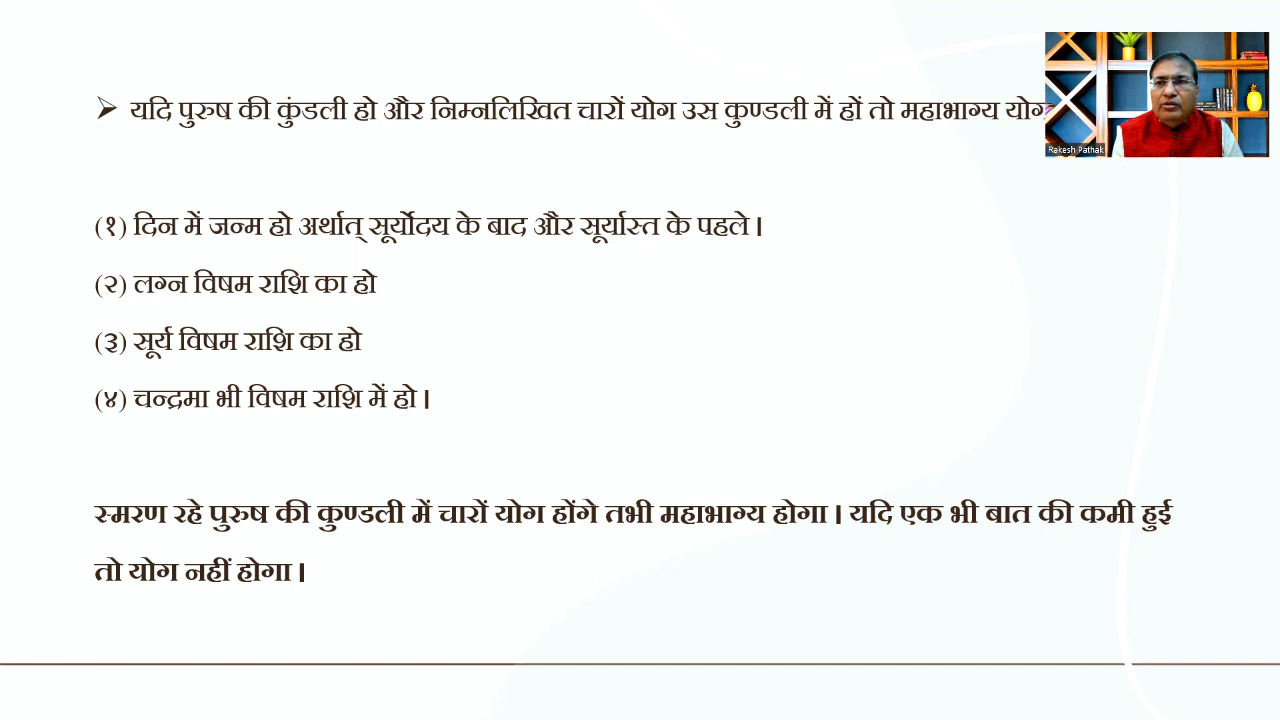 ➤ यदि पुरुष की कुंडली हो और निम्नलिखित चारों योग उस कुण्डली में हों तो महाभाग्य योग
Rakesh Pathak
(१) दिन में जन्म हो अर्थात् सूर्योदय के बाद और सूर्यास्त के पहले।
(२) लग्न विषम राशि का हो
(३) सूर्य विषम राशि का हो
(४) चन्द्रमा भी विषम राशि में हो।
स्मरण रहे पुरुष की कुण्डली में चारों योग होंगे तभी महाभाग्य होगा। यदि एक भी बात की कमी हुई
तो योग नहीं होगा।